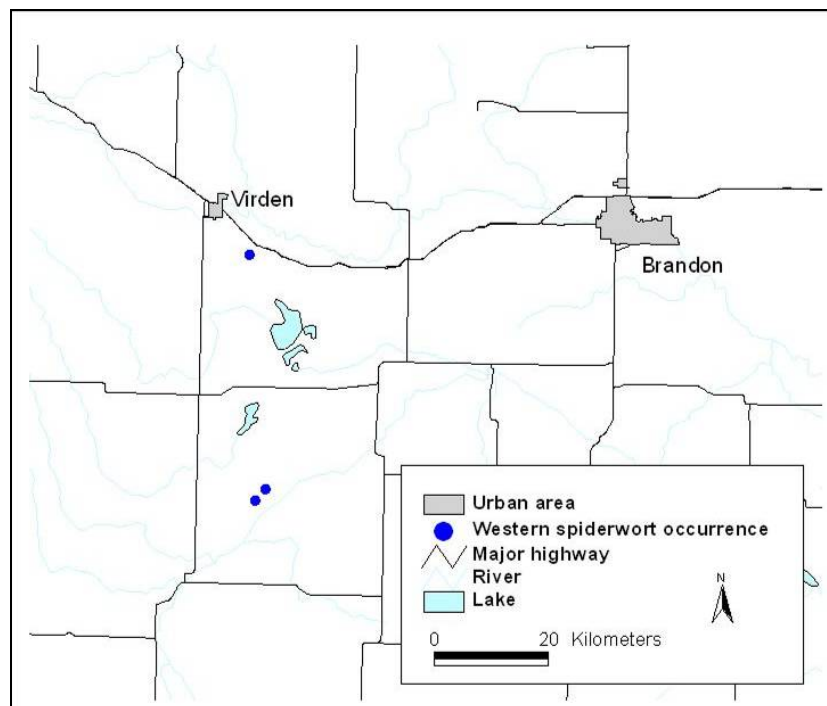 Virden
Brandon
Urban area
Western spiderwort occurrence
Major highway
River
Lake
N
0 20 Kilometers